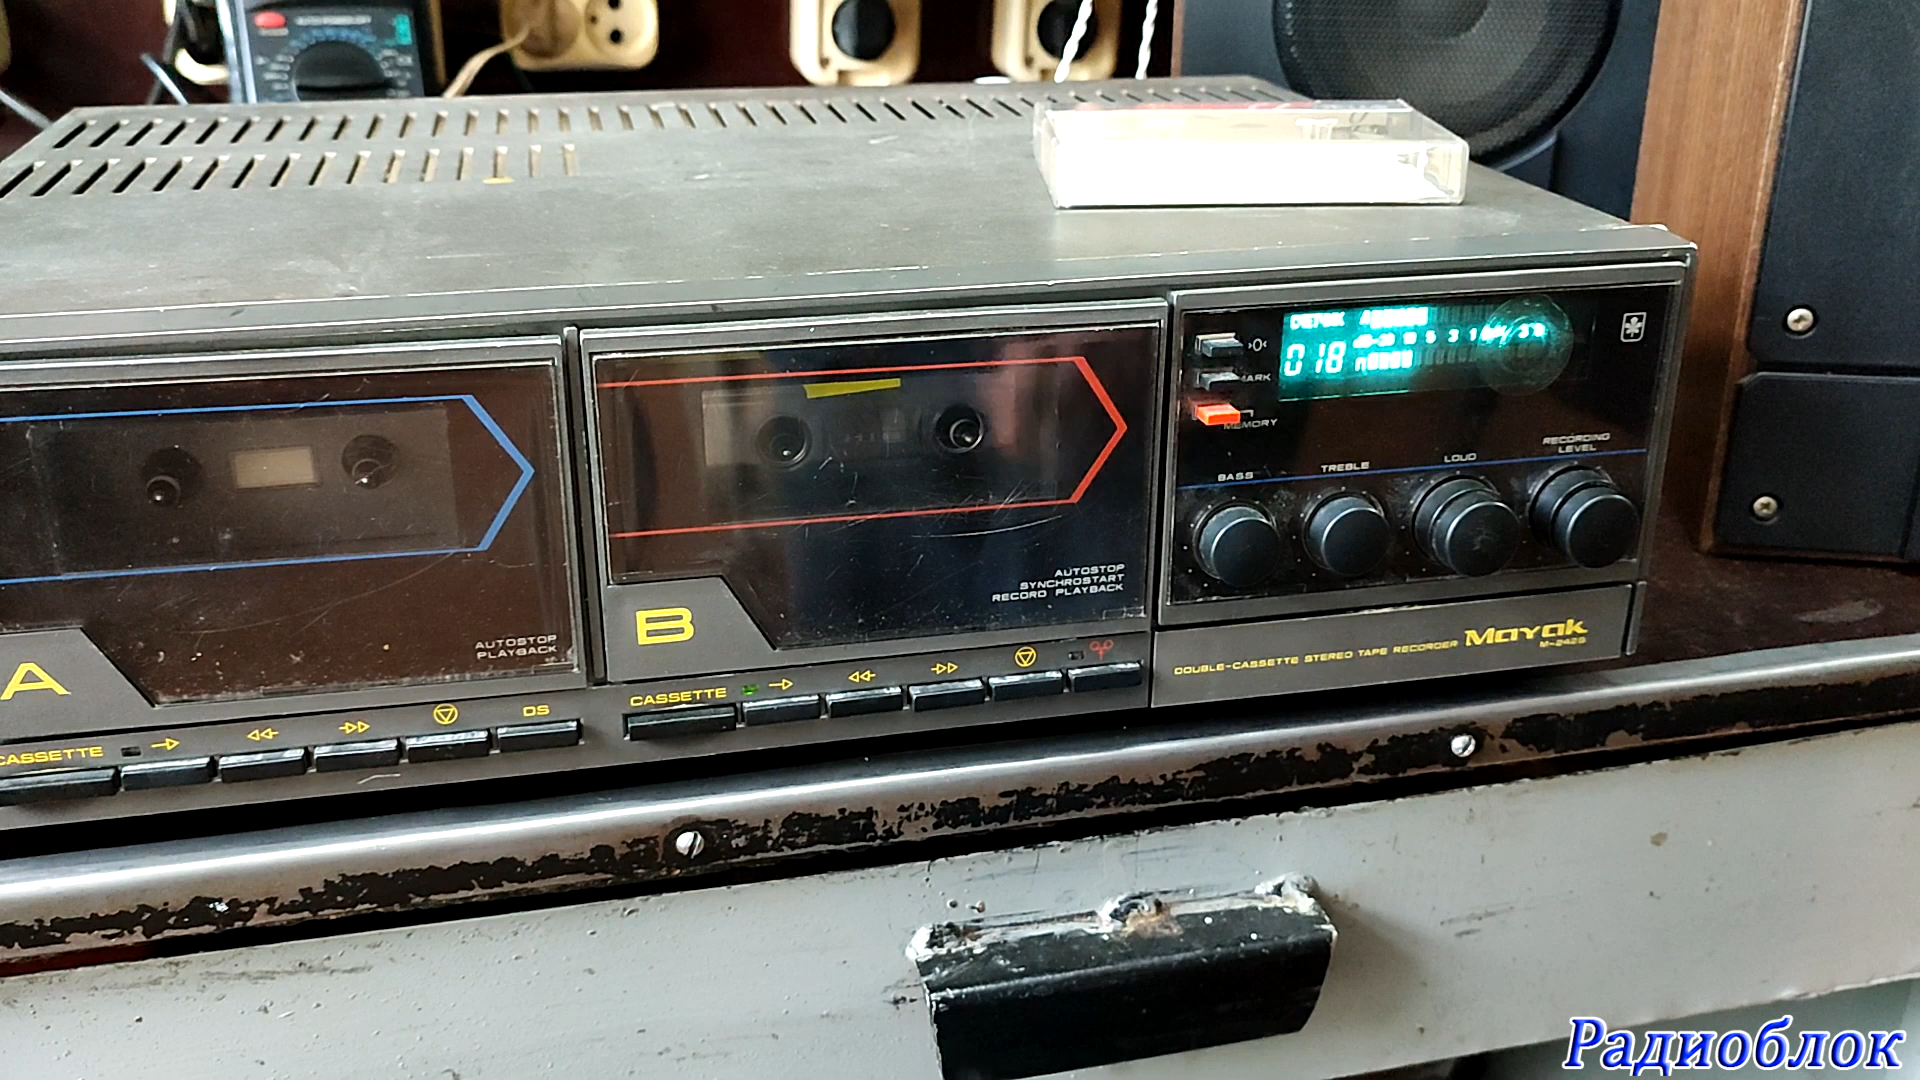 ›0‹
MEMORY
018
RECORDING
LEVEL
BASS
TREBLE
LOUD
AUTOSTOP
SYNCHROSTART
RECORD PLAYBACK
B
AUTOSTOP
PLAYBACK
A
DOUBLE-CASSETTE STEREO TAPE RECORDER Mayak
CASSETTE
DS
CASSETTE
Радиоблок